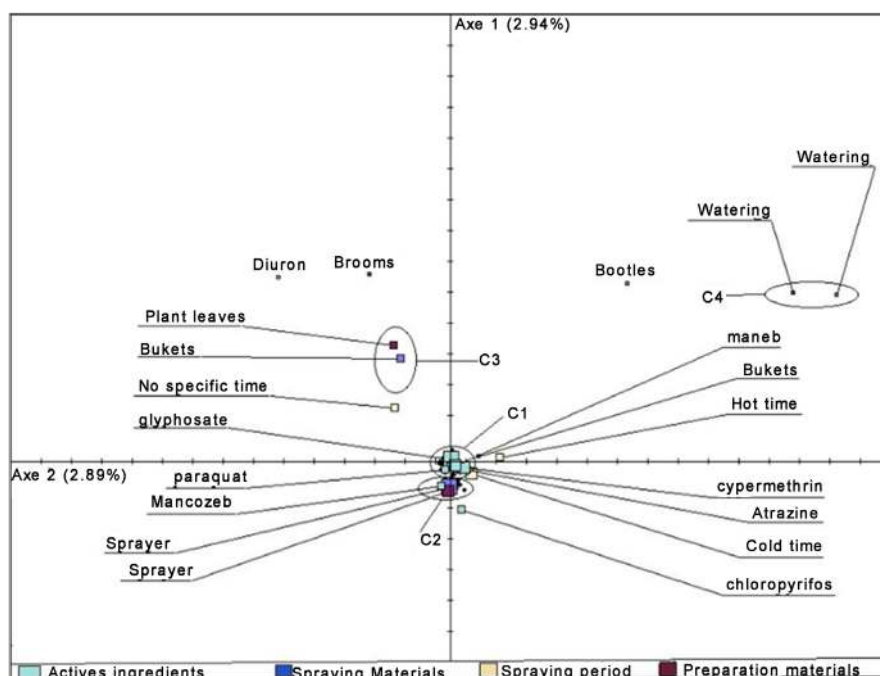 Axe 1 (2.94%)
Watering
Watering
Diuron
Brooms
Bootles
C4
Plant leaves
Bukets
C3
maneb
Bukets
No specific time
Hot time
C1
glyphosate
Axe 2 (2.89%)
paraquat
cypermethrin
Mancozeb
Atrazine
Sprayer
C2
Cold time
Sprayer
chloropyrifos
Actives ingredients Spraying Materials Spraying period Preparation materials